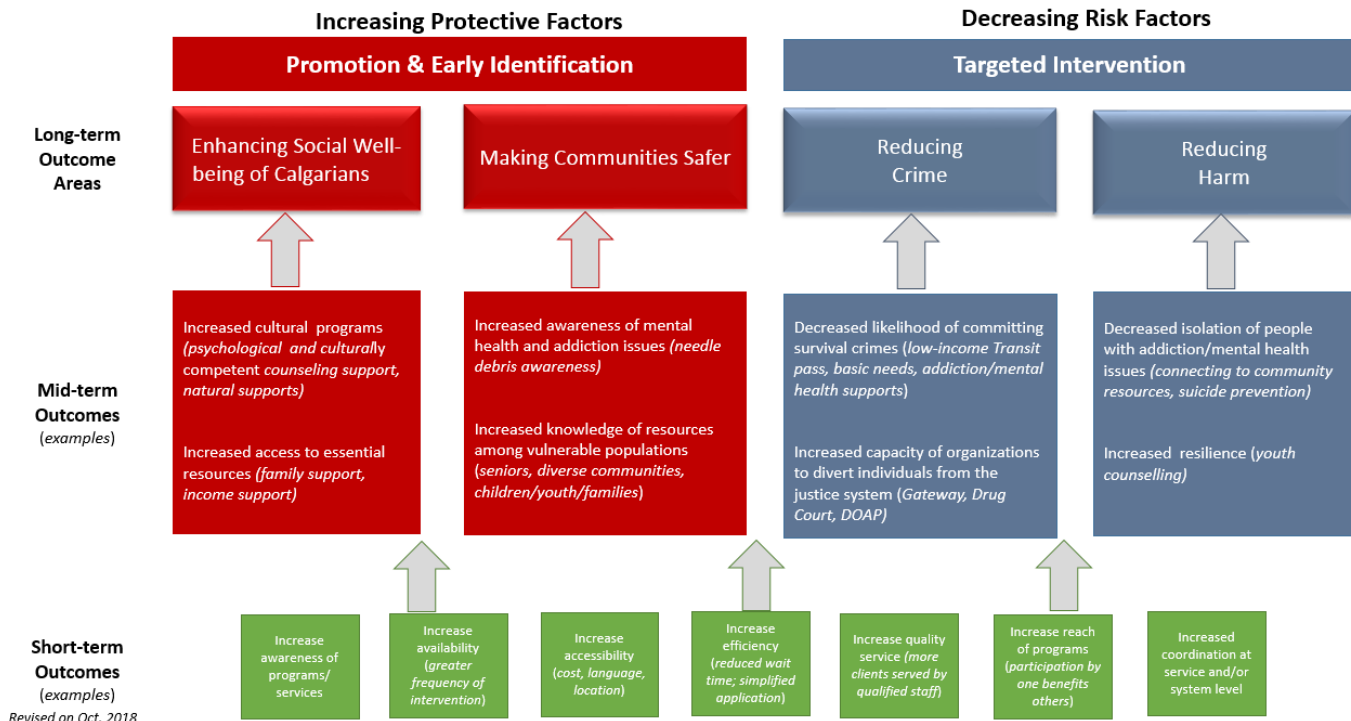 Increasing Protective Factors
Decreasing Risk Factors
Promotion & Early Identification
Targeted Intervention
Long-term
Outcome
Areas
Enhancing Social Well-
being of Calgarians
Making Communities Safer
Reducing
Crime
Reducing
Harm
Mid-term
Outcomes
(examples)
Increased cultural programs
(psychological and culturally
competent counseling support,
natural supports)
Increased access to essential
resources (family support,
income support)
Increased awareness of mental
health and addiction issues (needle
debris awareness)
Increased knowledge of resources
among vulnerable populations
(seniors, diverse communities,
children/youth/families)
Decreased likelihood of committing
survival crimes (low-income Transit
pass, basic needs, addiction/mental
health supports)
Increased capacity of organizations
to divert individuals from the
justice system (Gateway, Drug
Court, DOAP)
Decreased isolation of people
with addiction/mental health
issues (connecting to community
resources, suicide prevention)
Increased resilience (youth
counselling)
Short-term
Outcomes
(examples)
Revised on Oct. 2018
Increase
awareness of
programs/
services
Increase
availability
(greater
frequency of
intervention)
Increase
accessibility
(cost, language,
location)
Increase
efficiency
(reduced wait
time; simplified
application)
Increase quality
service (more
clients served by
qualified staff)
Increase reach
of programs
(participation by
one benefits
others)
Increased
coordination at
service and/or
system level